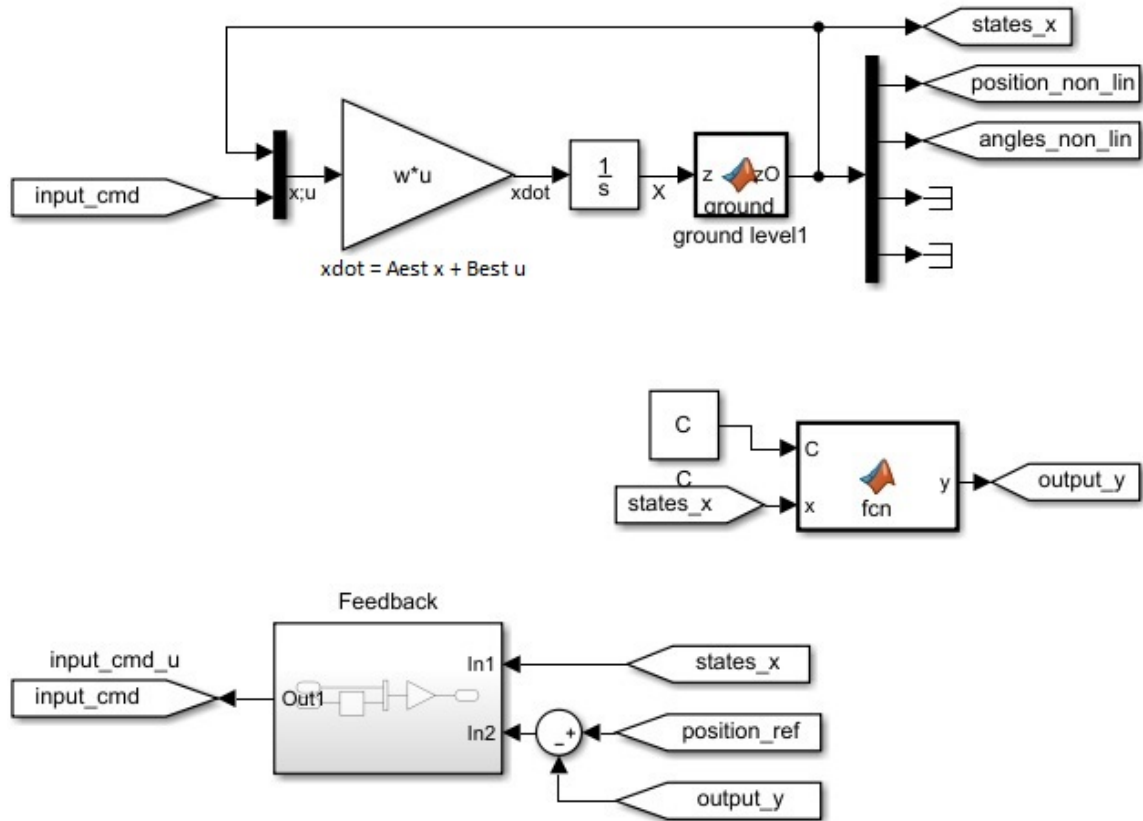 states_x
position_non_lin
angles_non_lin
input_cmd
x;u
w*u
xdot
1
s
X
z
zO
ground
ground level1
xdot = Aest x + Best u
C
C
C
states_x
x
fcn
y
output_y
Feedback
input_cmd_u
input_cmd
Out1
In1
states_x
In2
+
−
position_ref
output_y